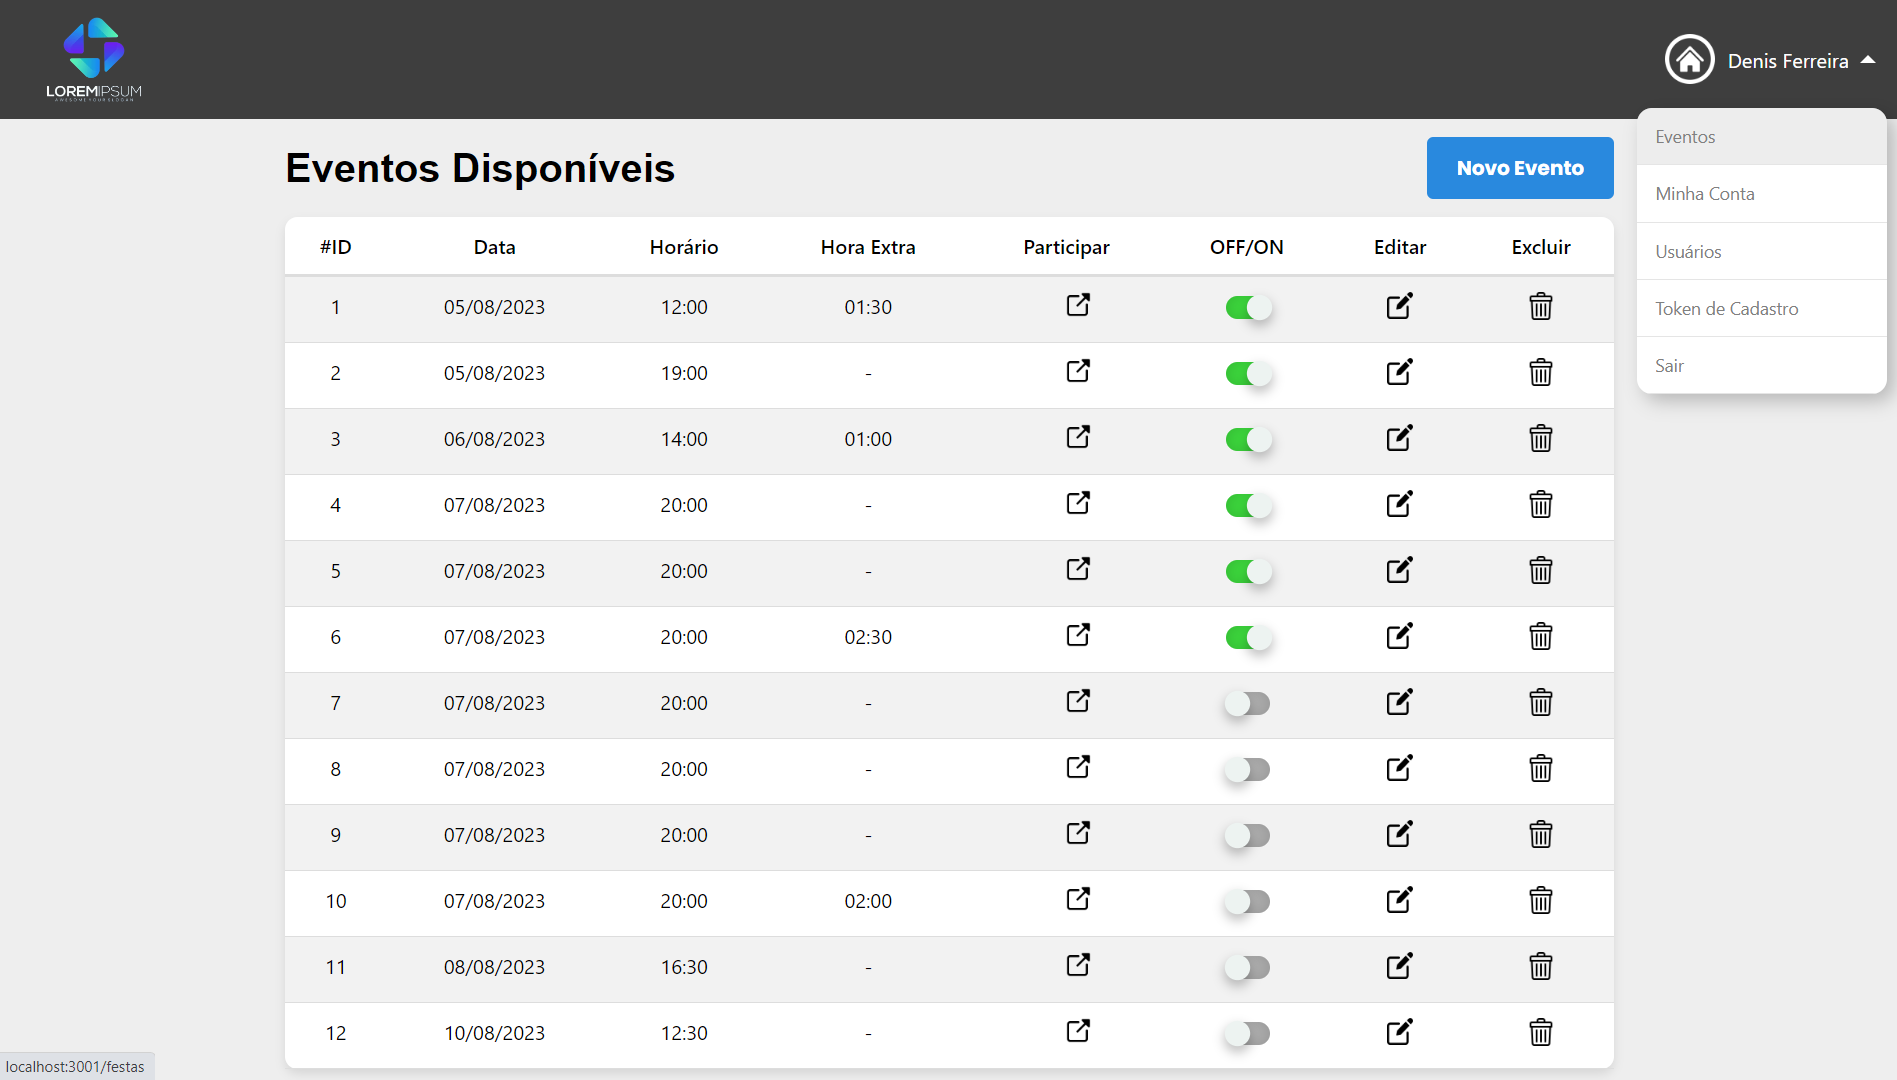 LOREMIPSUM
AWESOME YOUR SLOGAN
Denis Ferreira
Eventos
Minha Conta
Usuários
Token de Cadastro
Sair
Eventos Disponíveis
Novo Evento
#ID Data Horário Hora Extra Participar OFF/ON Editar Excluir
1 05/08/2023 12:00 01:30
2 05/08/2023 19:00 -
3 06/08/2023 14:00 01:00
4 07/08/2023 20:00 -
5 07/08/2023 20:00 -
6 07/08/2023 20:00 02:30
7 07/08/2023 20:00 -
8 07/08/2023 20:00 -
9 07/08/2023 20:00 -
10 07/08/2023 20:00 02:00
11 08/08/2023 16:30 -
12 10/08/2023 12:30 -
localhost:3001/festas